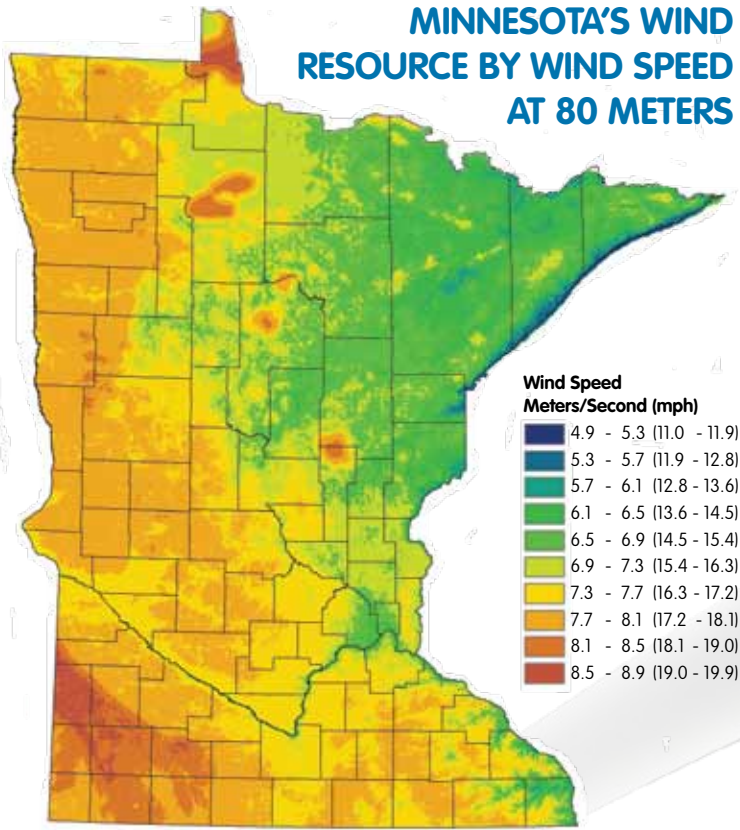 MINNESOTA'S WIND
RESOURCE BY WIND SPEED
AT 80 METERS
Wind Speed
Meters/Second (mph)
4.9 - 5.3 (11.0 - 11.9)
5.3 - 5.7 (11.9 - 12.8)
5.7 - 6.1 (12.8 - 13.6)
6.1 - 6.5 (13.6 - 14.5)
6.5 - 6.9 (14.5 - 15.4)
6.9 - 7.3 (15.4 - 16.3)
7.3 - 7.7 (16.3 - 17.2)
7.7 - 8.1 (17.2 - 18.1)
8.1 - 8.5 (18.1 - 19.0)
8.5 - 8.9 (19.0 - 19.9)